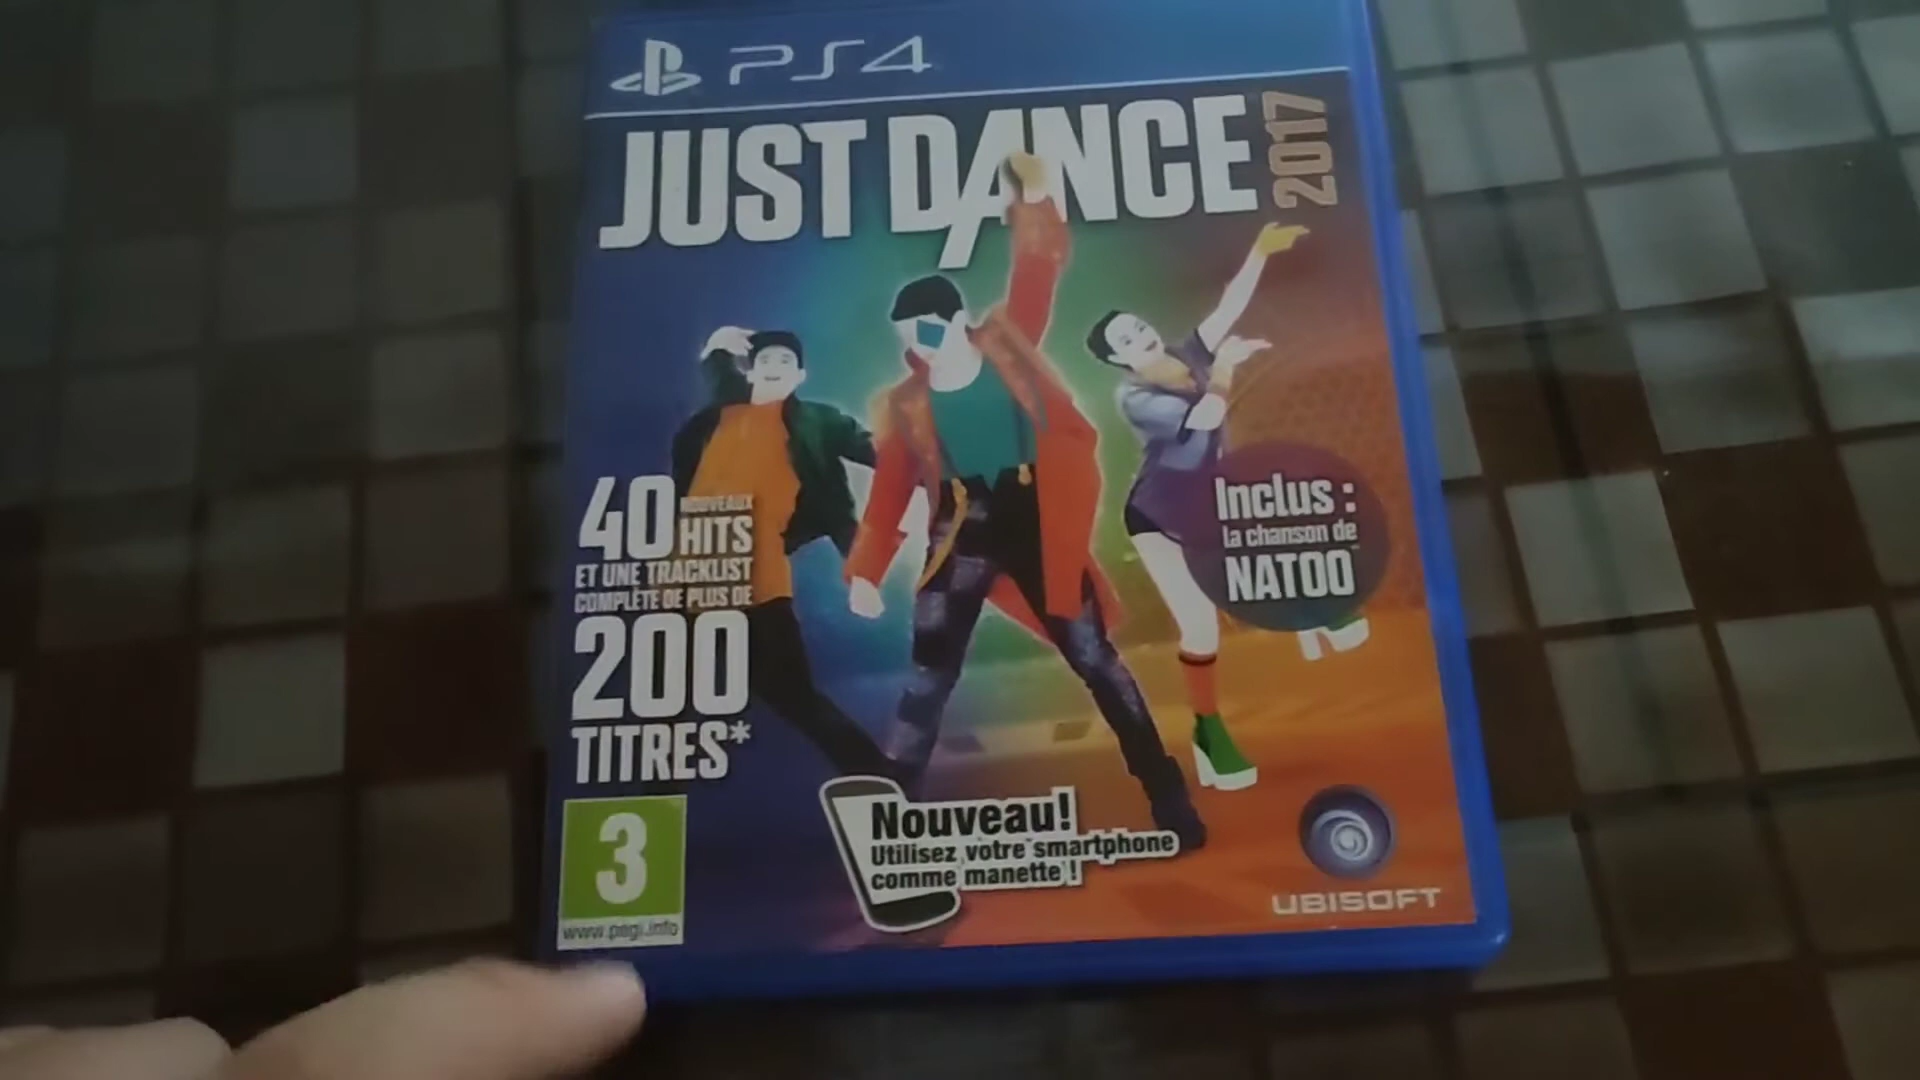 PS4
JUST DANCE 2017
40 NOUVEAUX
HITS
ET UNE TRACKLIST
COMPLÈTE DE PLUS DE
200
TITRES*
Inclus :
la chanson de
NATOO
Nouveau!
Utilisez votre smartphone
comme manette !
3
www.pegi.info
UBISOFT